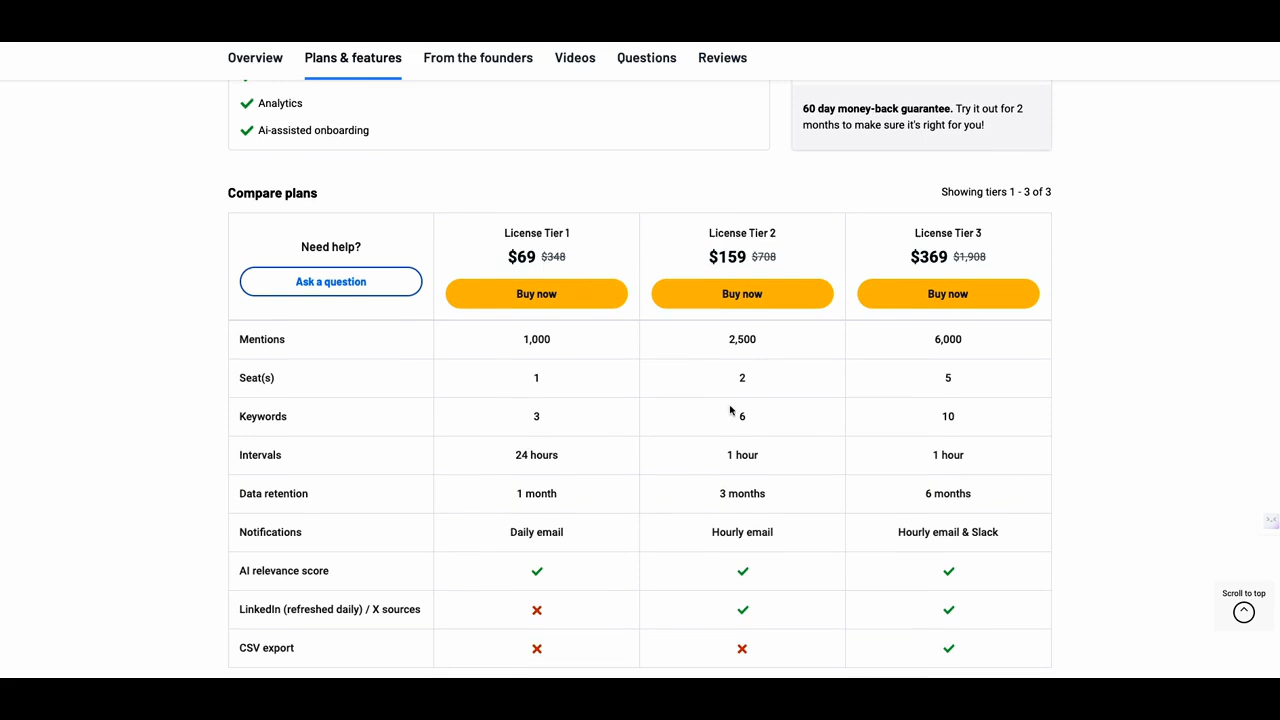 Overview Plans & features From the founders Videos Questions Reviews
Analytics
Ai-assisted onboarding
60 day money-back guarantee. Try it out for 2
months to make sure it's right for you!
Compare plans
Showing tiers 1 - 3 of 3
Need help?
Ask a question
License Tier 1
$69 $348
Buy now
License Tier 2
$159 $708
Buy now
License Tier 3
$369 $1,908
Buy now
Mentions 1,000 2,500 6,000
Seat(s) 1 2 5
Keywords 3 6 10
Intervals 24 hours 1 hour 1 hour
Data retention 1 month 3 months 6 months
Notifications Daily email Hourly email Hourly email & Slack
AI relevance score
LinkedIn (refreshed daily) / X sources
CSV export
Scroll to top